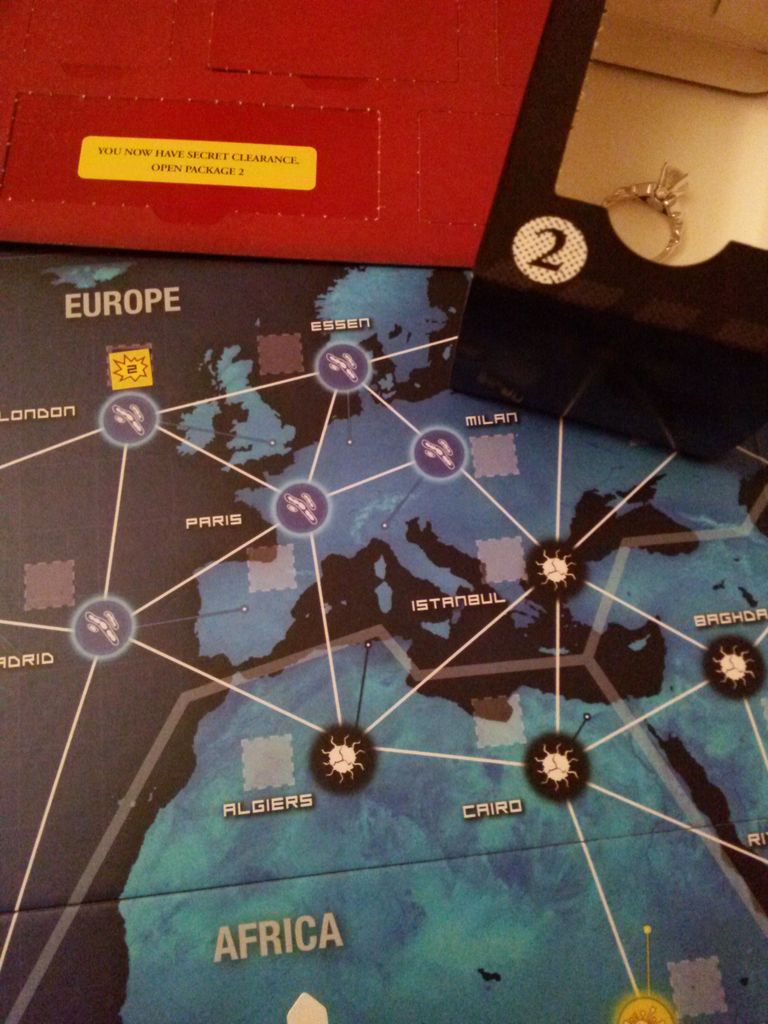 YOU NOW HAVE SECRET CLEARANCE.
OPEN PACKAGE 2
2
EUROPE
ESSEN
2
LONDON
MILAN
PARIS
ISTANBUL
BAGHDA
ADRID
ALGIERS
CAIRO
RI
AFRICA